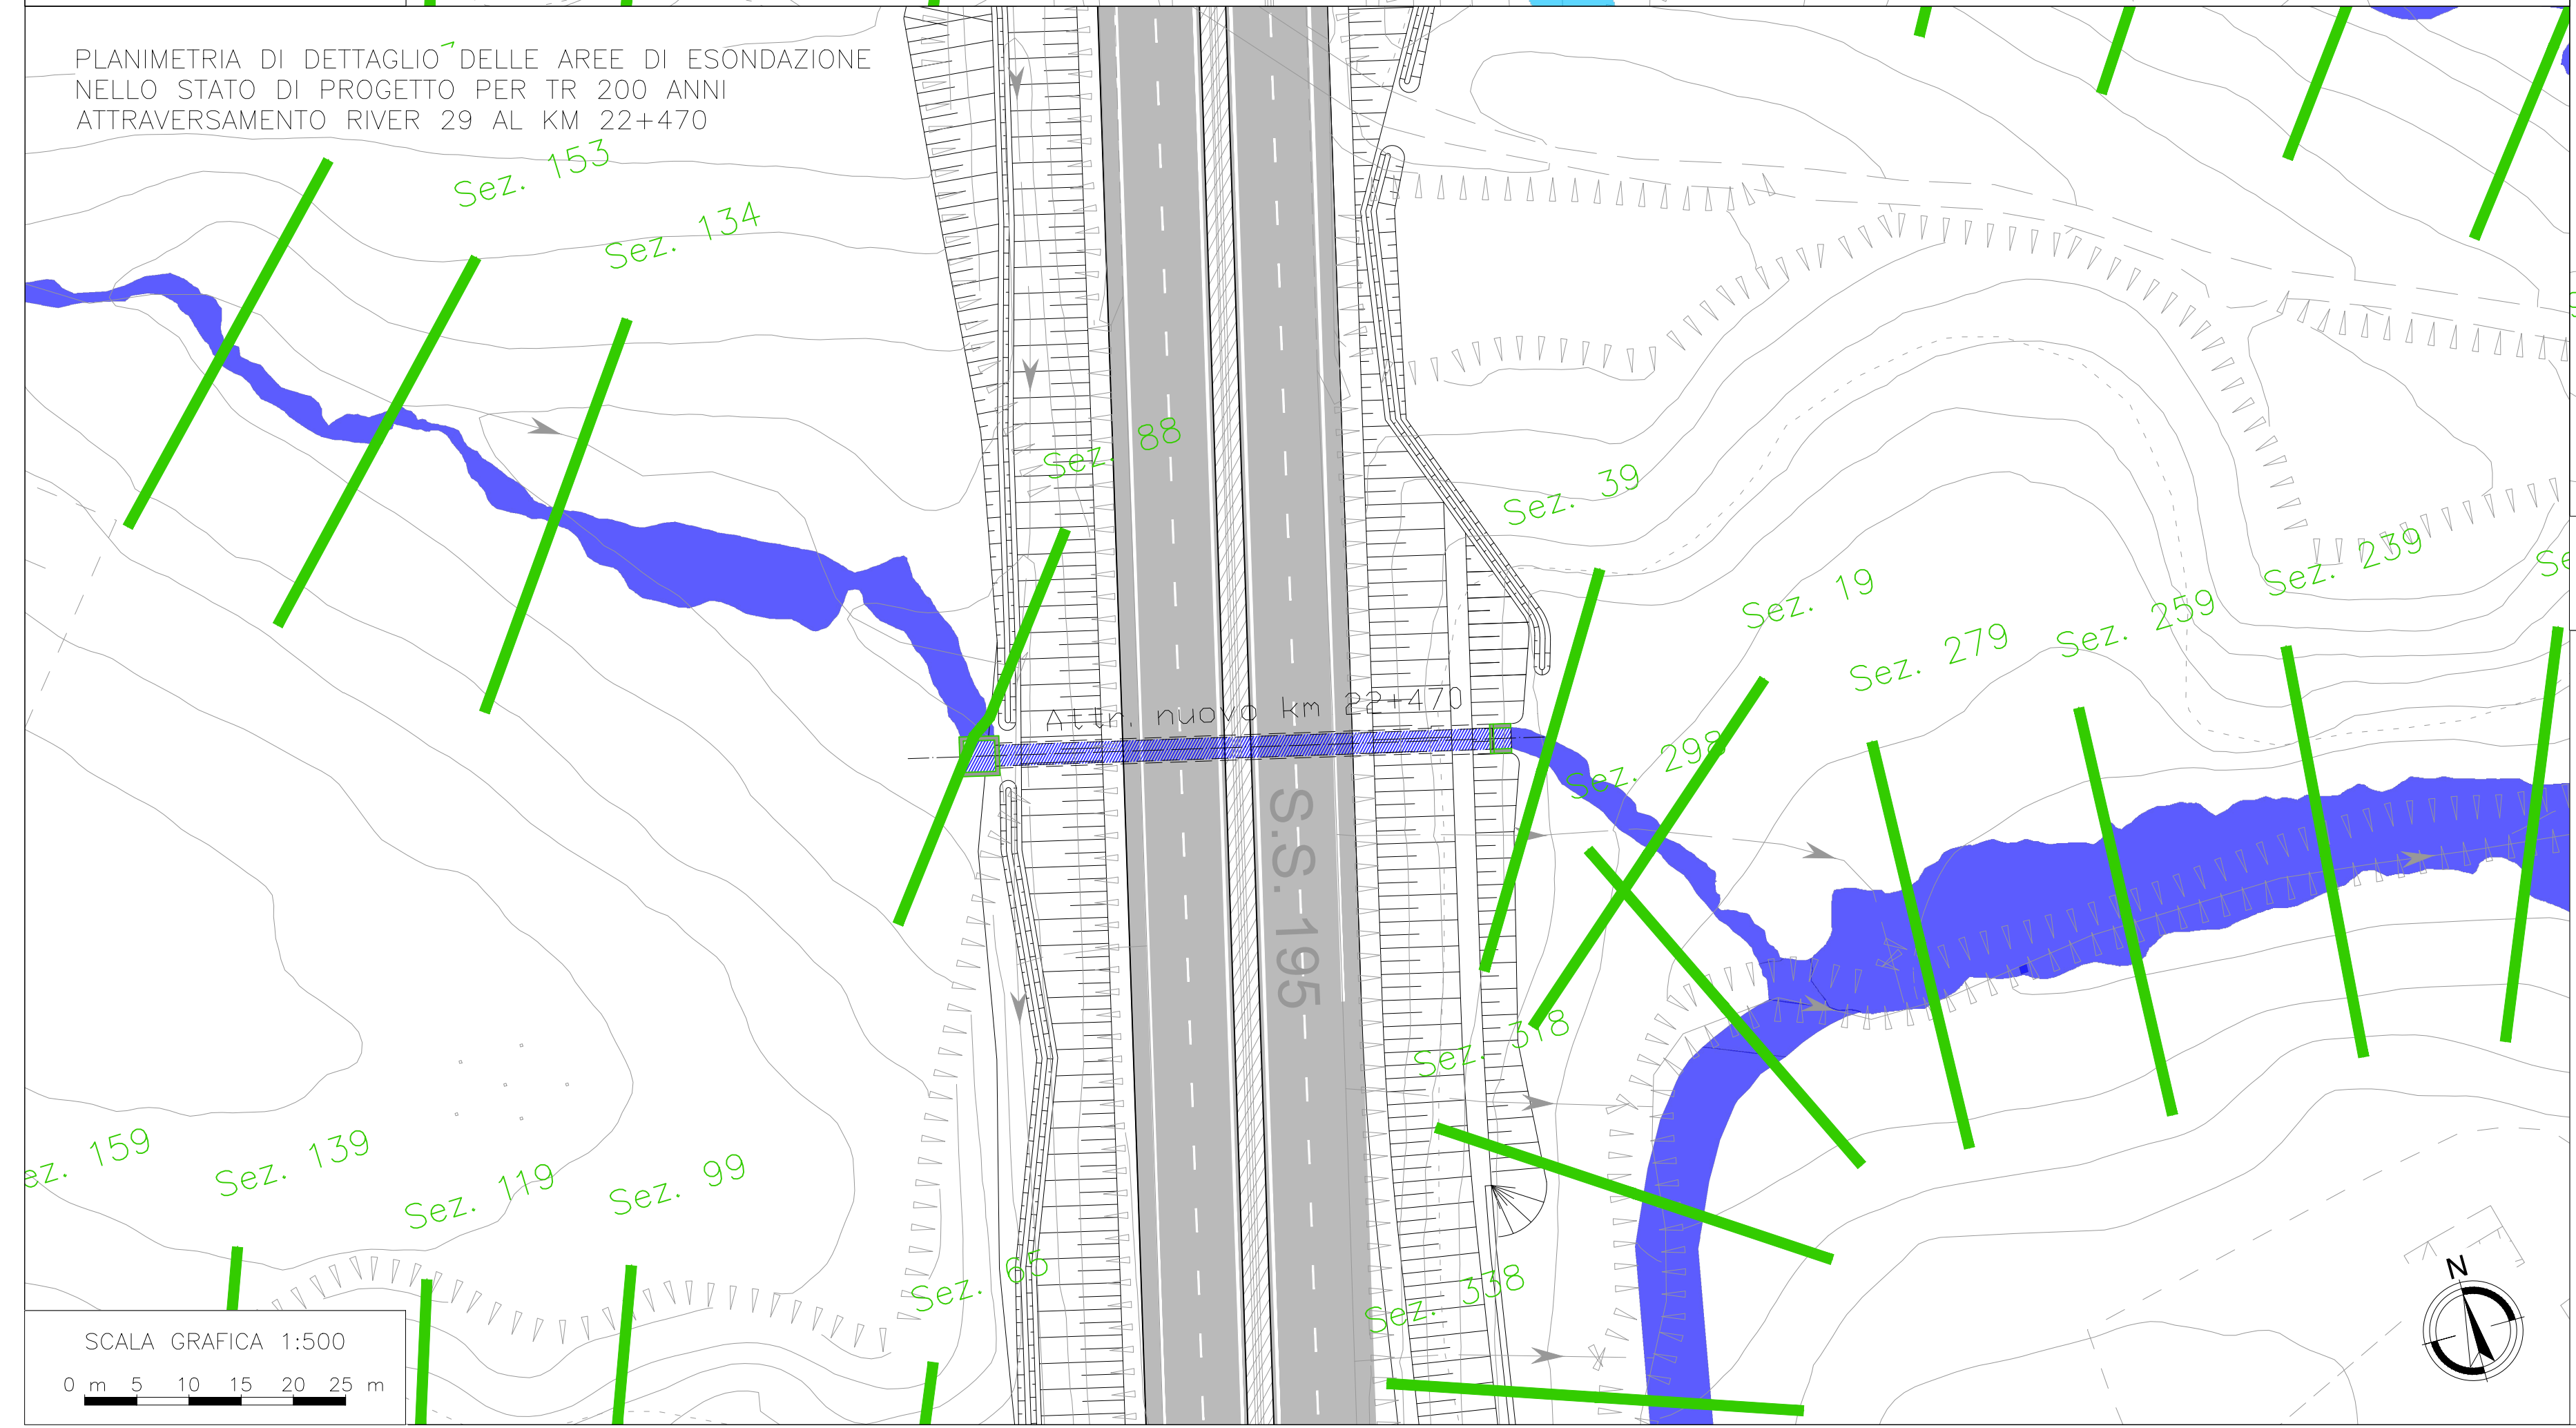 PLANIMETRIA DI DETTAGLIO DELLE AREE DI ESONDAZIONE
NELLO STATO DI PROGETTO PER TR 200 ANNI
ATTRAVERSAMENTO RIVER 29 AL KM 22+470
Sez. 153
Sez. 134
Sez. 88
Sez. 39
Sez. 19
Sez. 279
Sez. 259
Sez. 239
Se
Attr. nuovo km 22+470
Sez. 298
S.S. 195
Sez. 318
ez. 159
Sez. 139
Sez. 119
Sez. 99
Sez. 65
Sez. 338
N
SCALA GRAFICA 1:500
0 m 5 10 15 20 25 m